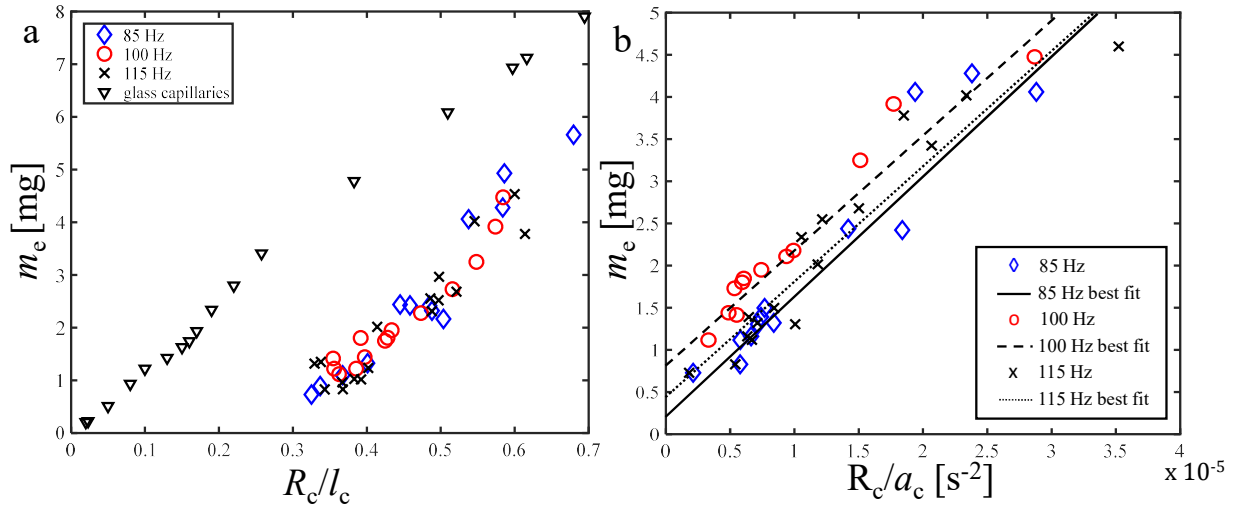 a
8
7
6
5
4
3
2
1
0
mₑ [mg]
85 Hz
100 Hz
115 Hz
glass capillaries
0
0.1
0.2
0.3
0.4
0.5
0.6
0.7
R_c/l_c
b
5
4.5
4
3.5
3
2.5
2
1.5
1
0.5
0
mₑ [mg]
85 Hz
85 Hz best fit
100 Hz
100 Hz best fit
115 Hz
115 Hz best fit
0
0.5
1
1.5
2
2.5
3
3.5
4
x 10⁻⁵
R_c/a_c [s⁻²]